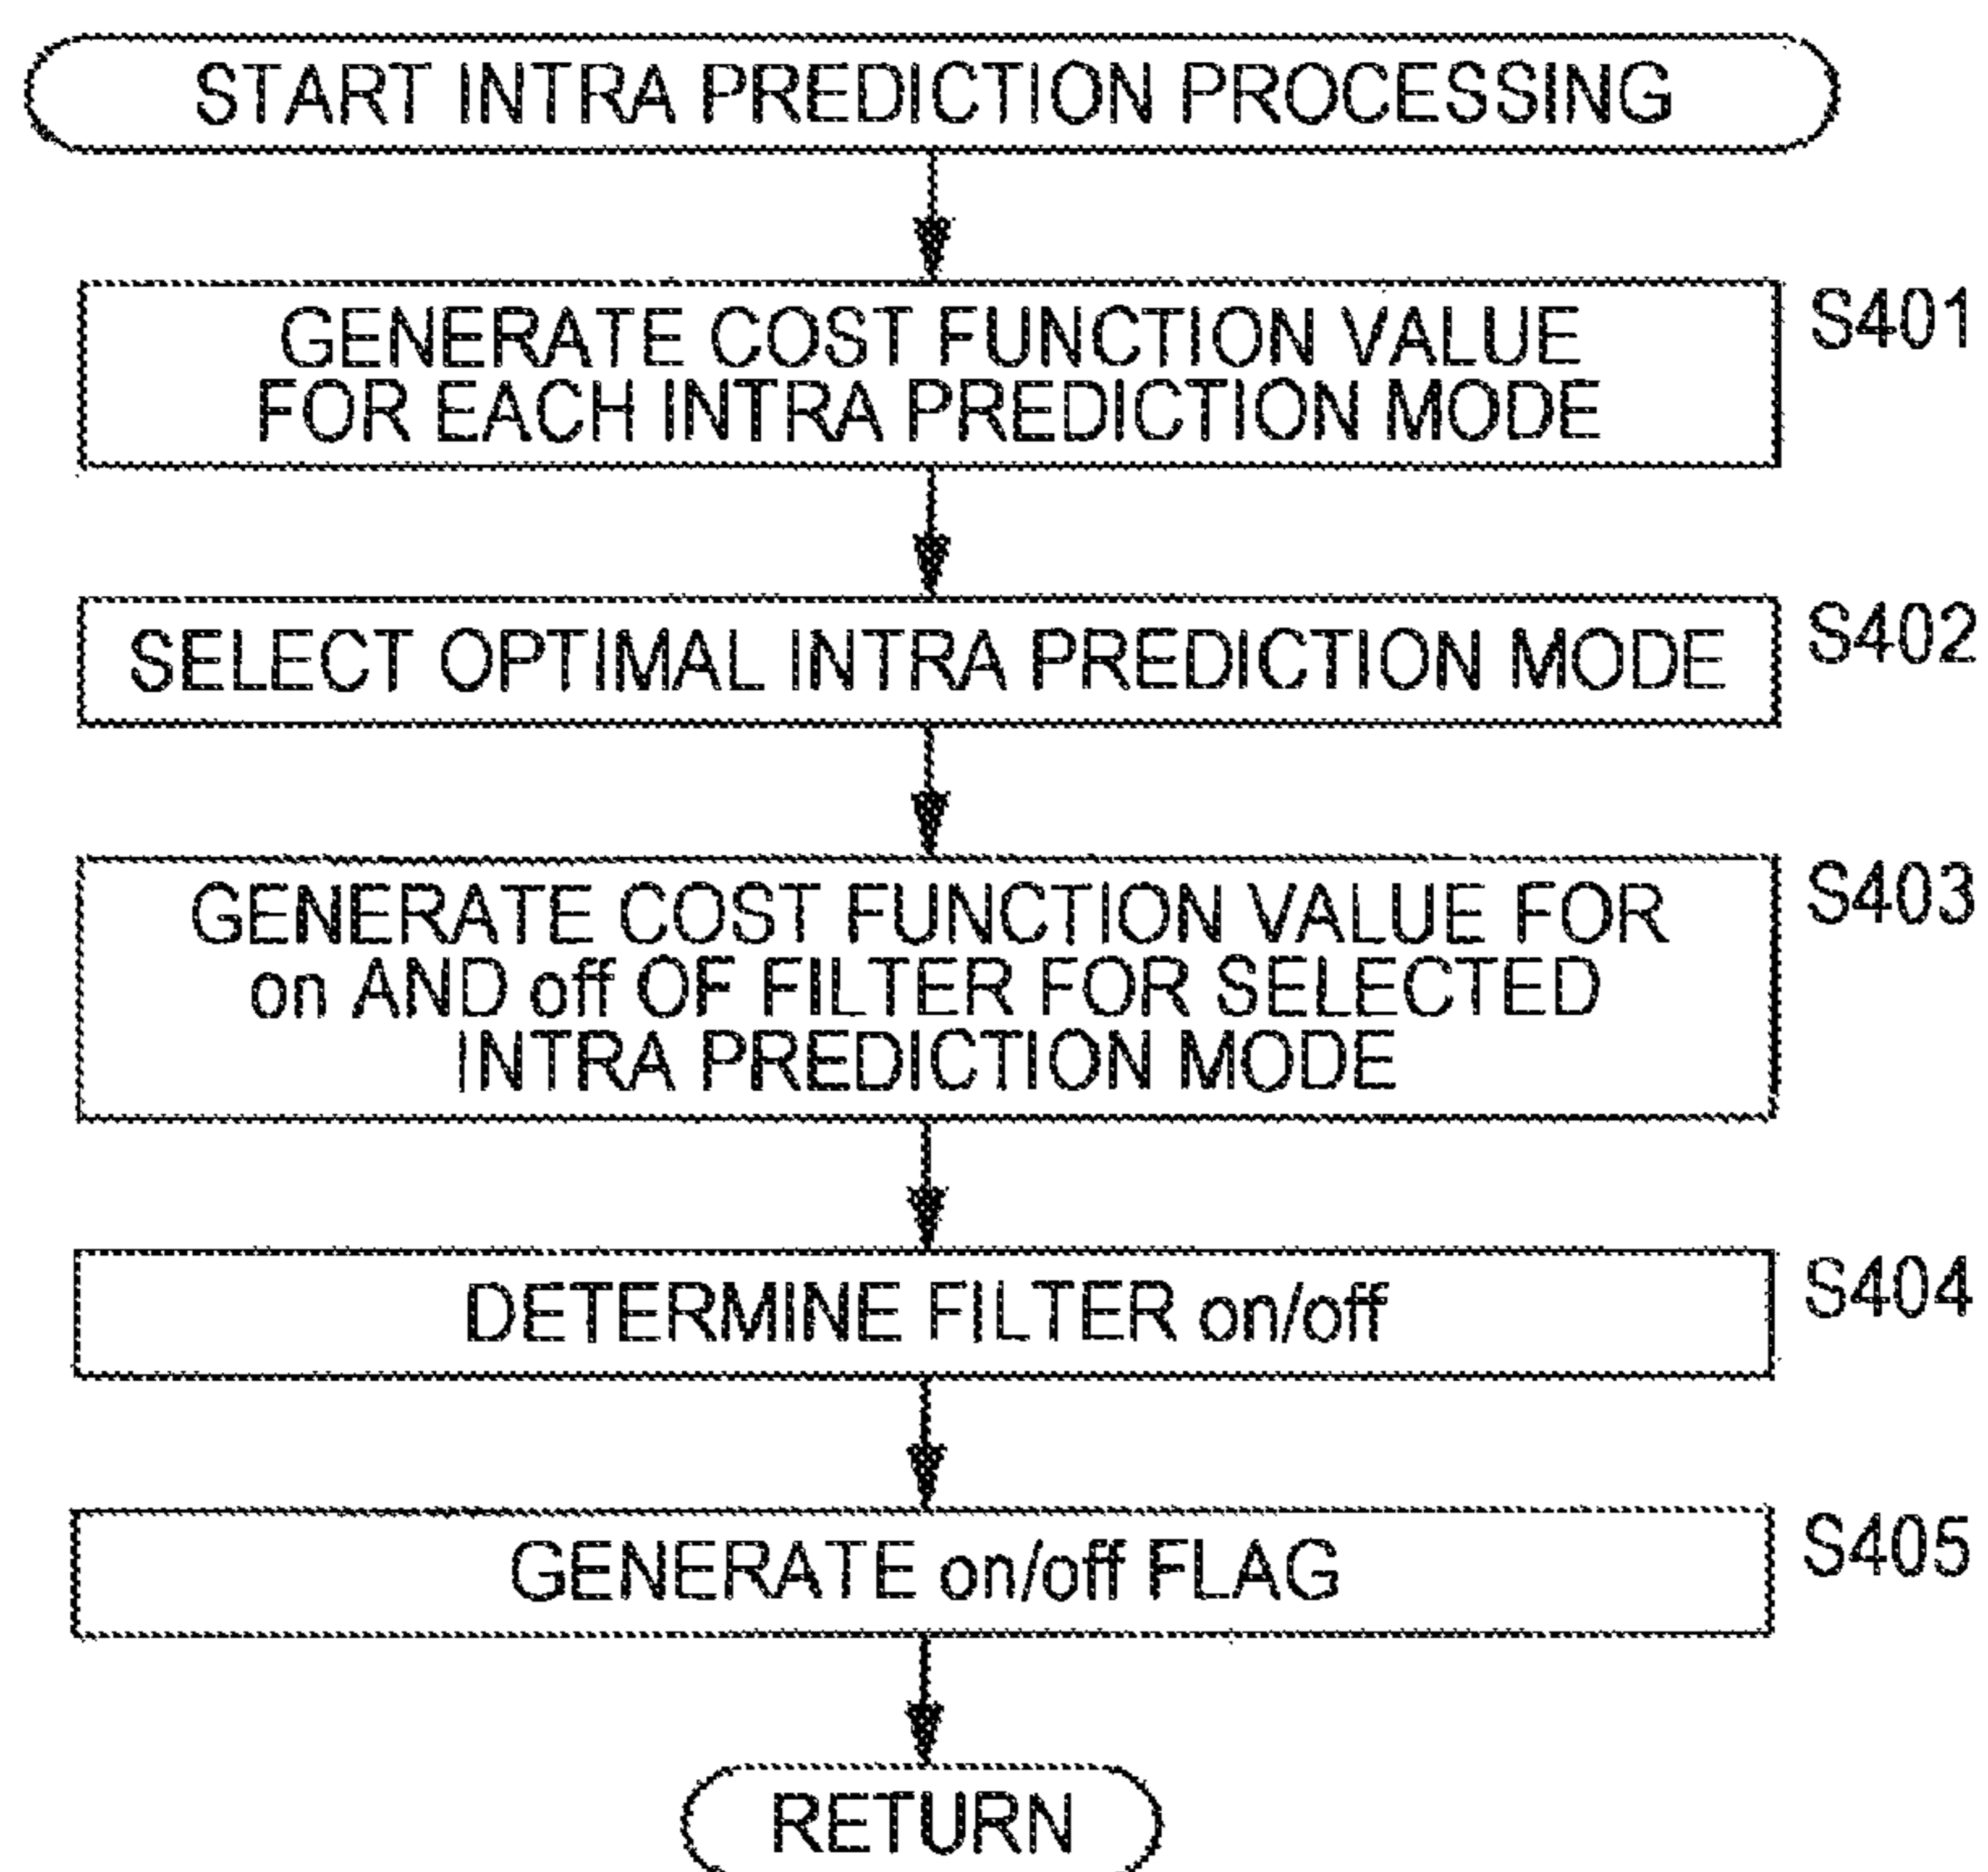 START INTRA PREDICTION PROCESSING
GENERATE COST FUNCTION VALUE
FOR EACH INTRA PREDICTION MODE
S401
SELECT OPTIMAL INTRA PREDICTION MODE
S402
GENERATE COST FUNCTION VALUE FOR
on AND off OF FILTER FOR SELECTED
INTRA PREDICTION MODE
S403
DETERMINE FILTER on/off
S404
GENERATE on/off FLAG
S405
RETURN